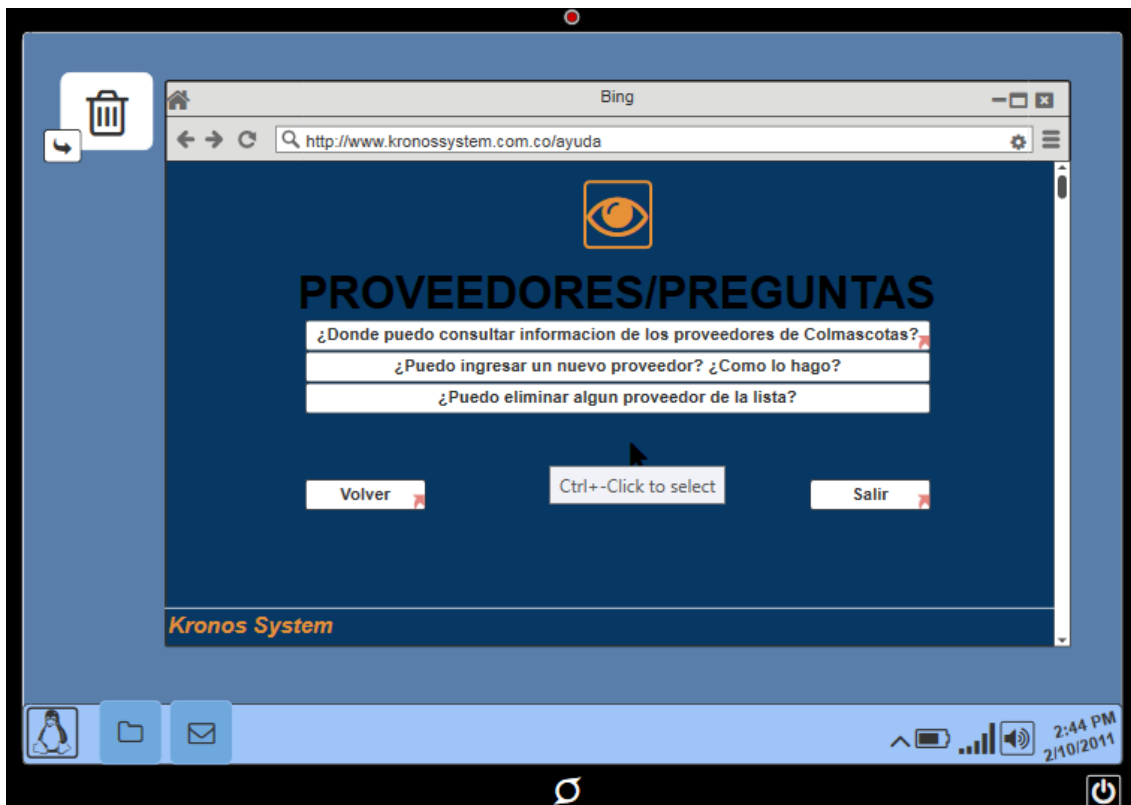 Bing
http://www.kronossystem.com.co/ayuda
PROVEEDORES/PREGUNTAS
¿Donde puedo consultar informacion de los proveedores de Colmascotas?
¿Puedo ingresar un nuevo proveedor? ¿Como lo hago?
¿Puedo eliminar algun proveedor de la lista?
Volver
Ctrl+-Click to select
Salir
Kronos System
2:44 PM
2/10/2011